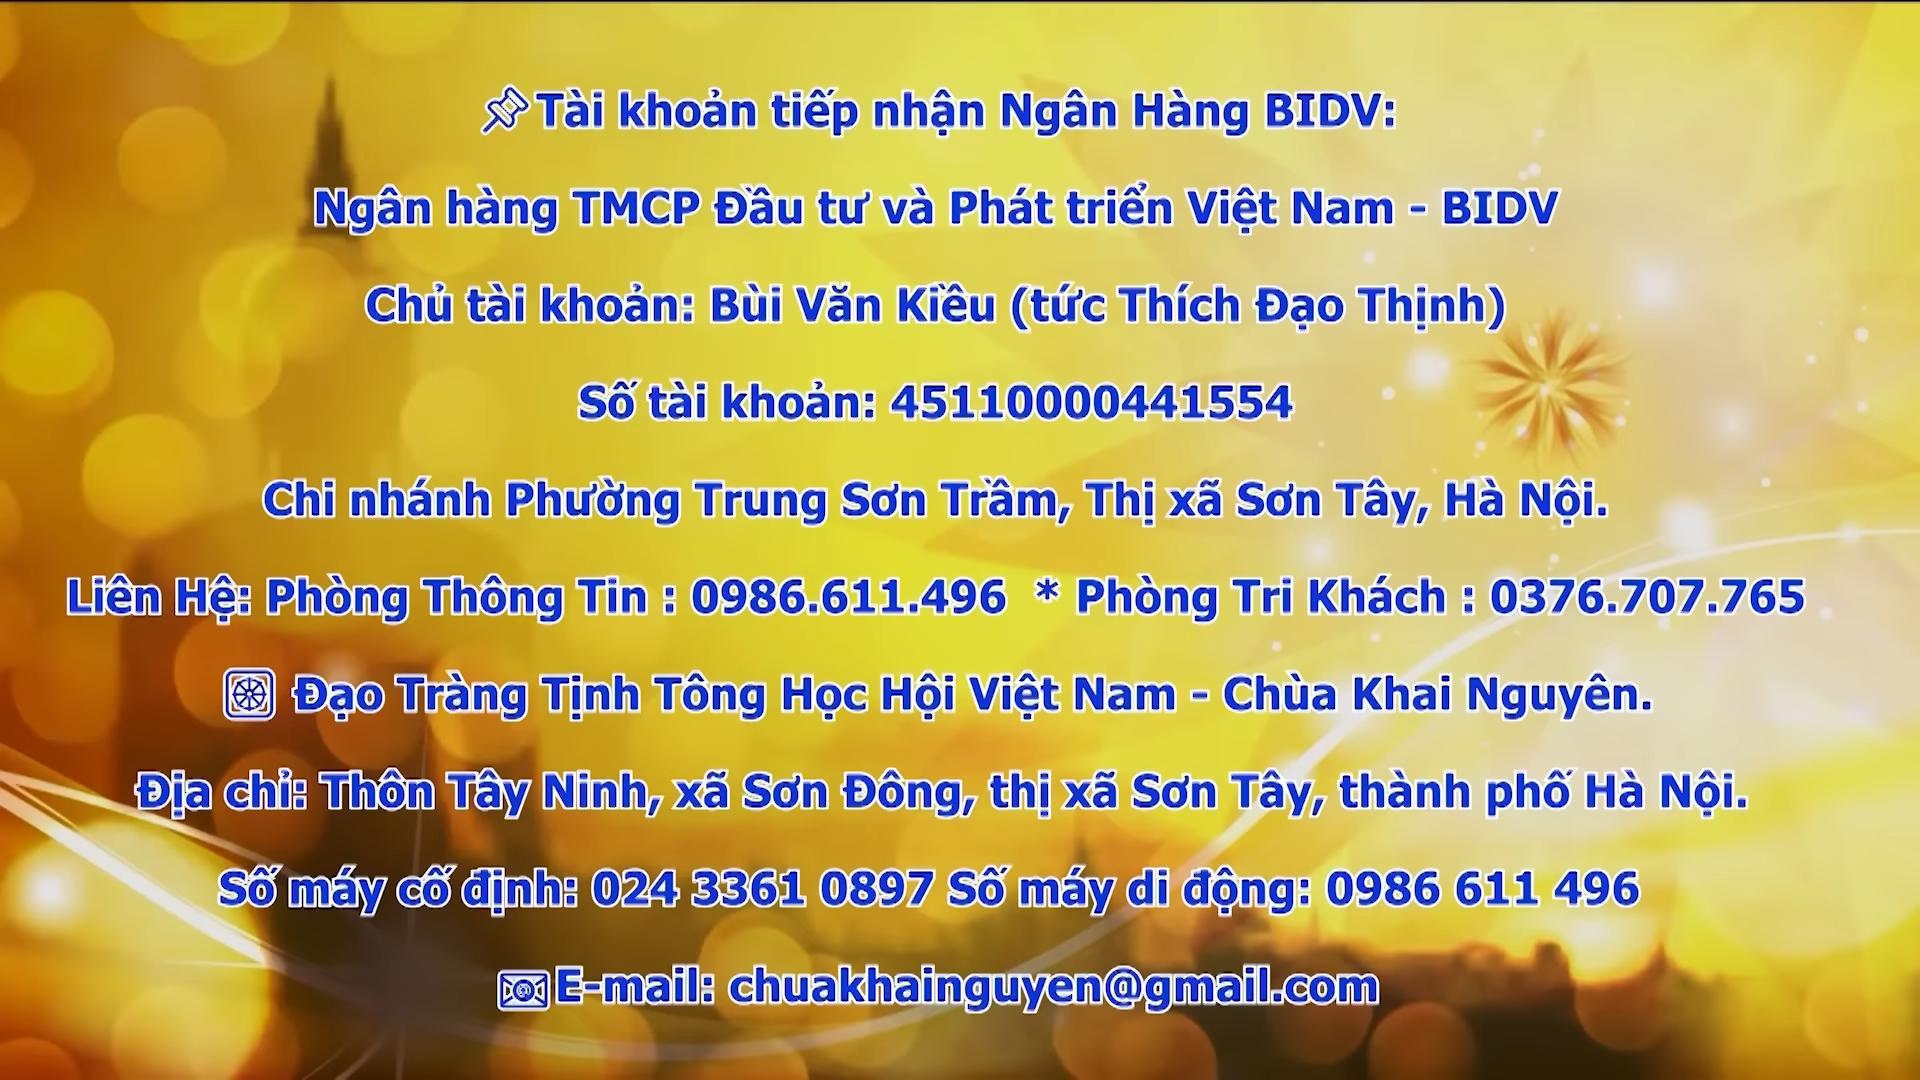 Tài khoản tiếp nhận Ngân Hàng BIDV:
Ngân hàng TMCP Đầu tư và Phát triển Việt Nam - BIDV
Chủ tài khoản: Bùi Văn Kiều (tức Thích Đạo Thịnh)
Số tài khoản: 45110000441554
Chi nhánh Phường Trung Sơn Trầm, Thị xã Sơn Tây, Hà Nội.
Liên Hệ: Phòng Thông Tin : 0986.611.496 * Phòng Tri Khách : 0376.707.765
Đạo Tràng Tịnh Tông Học Hội Việt Nam - Chùa Khai Nguyên.
Địa chỉ: Thôn Tây Ninh, xã Sơn Đông, thị xã Sơn Tây, thành phố Hà Nội.
Số máy cố định: 024 3361 0897 Số máy di động: 0986 611 496
E-mail: chuakhainguyen@gmail.com